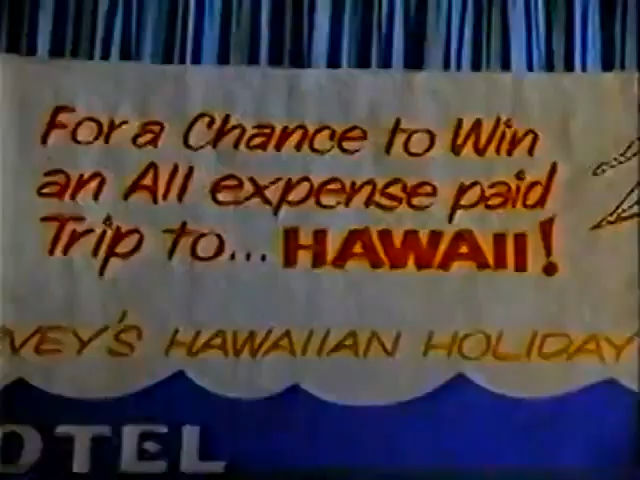 For a Chance to Win
an All expense paid
Trip to... HAWAII!
VEY'S HAWAIIAN HOLIDAY
OTEL